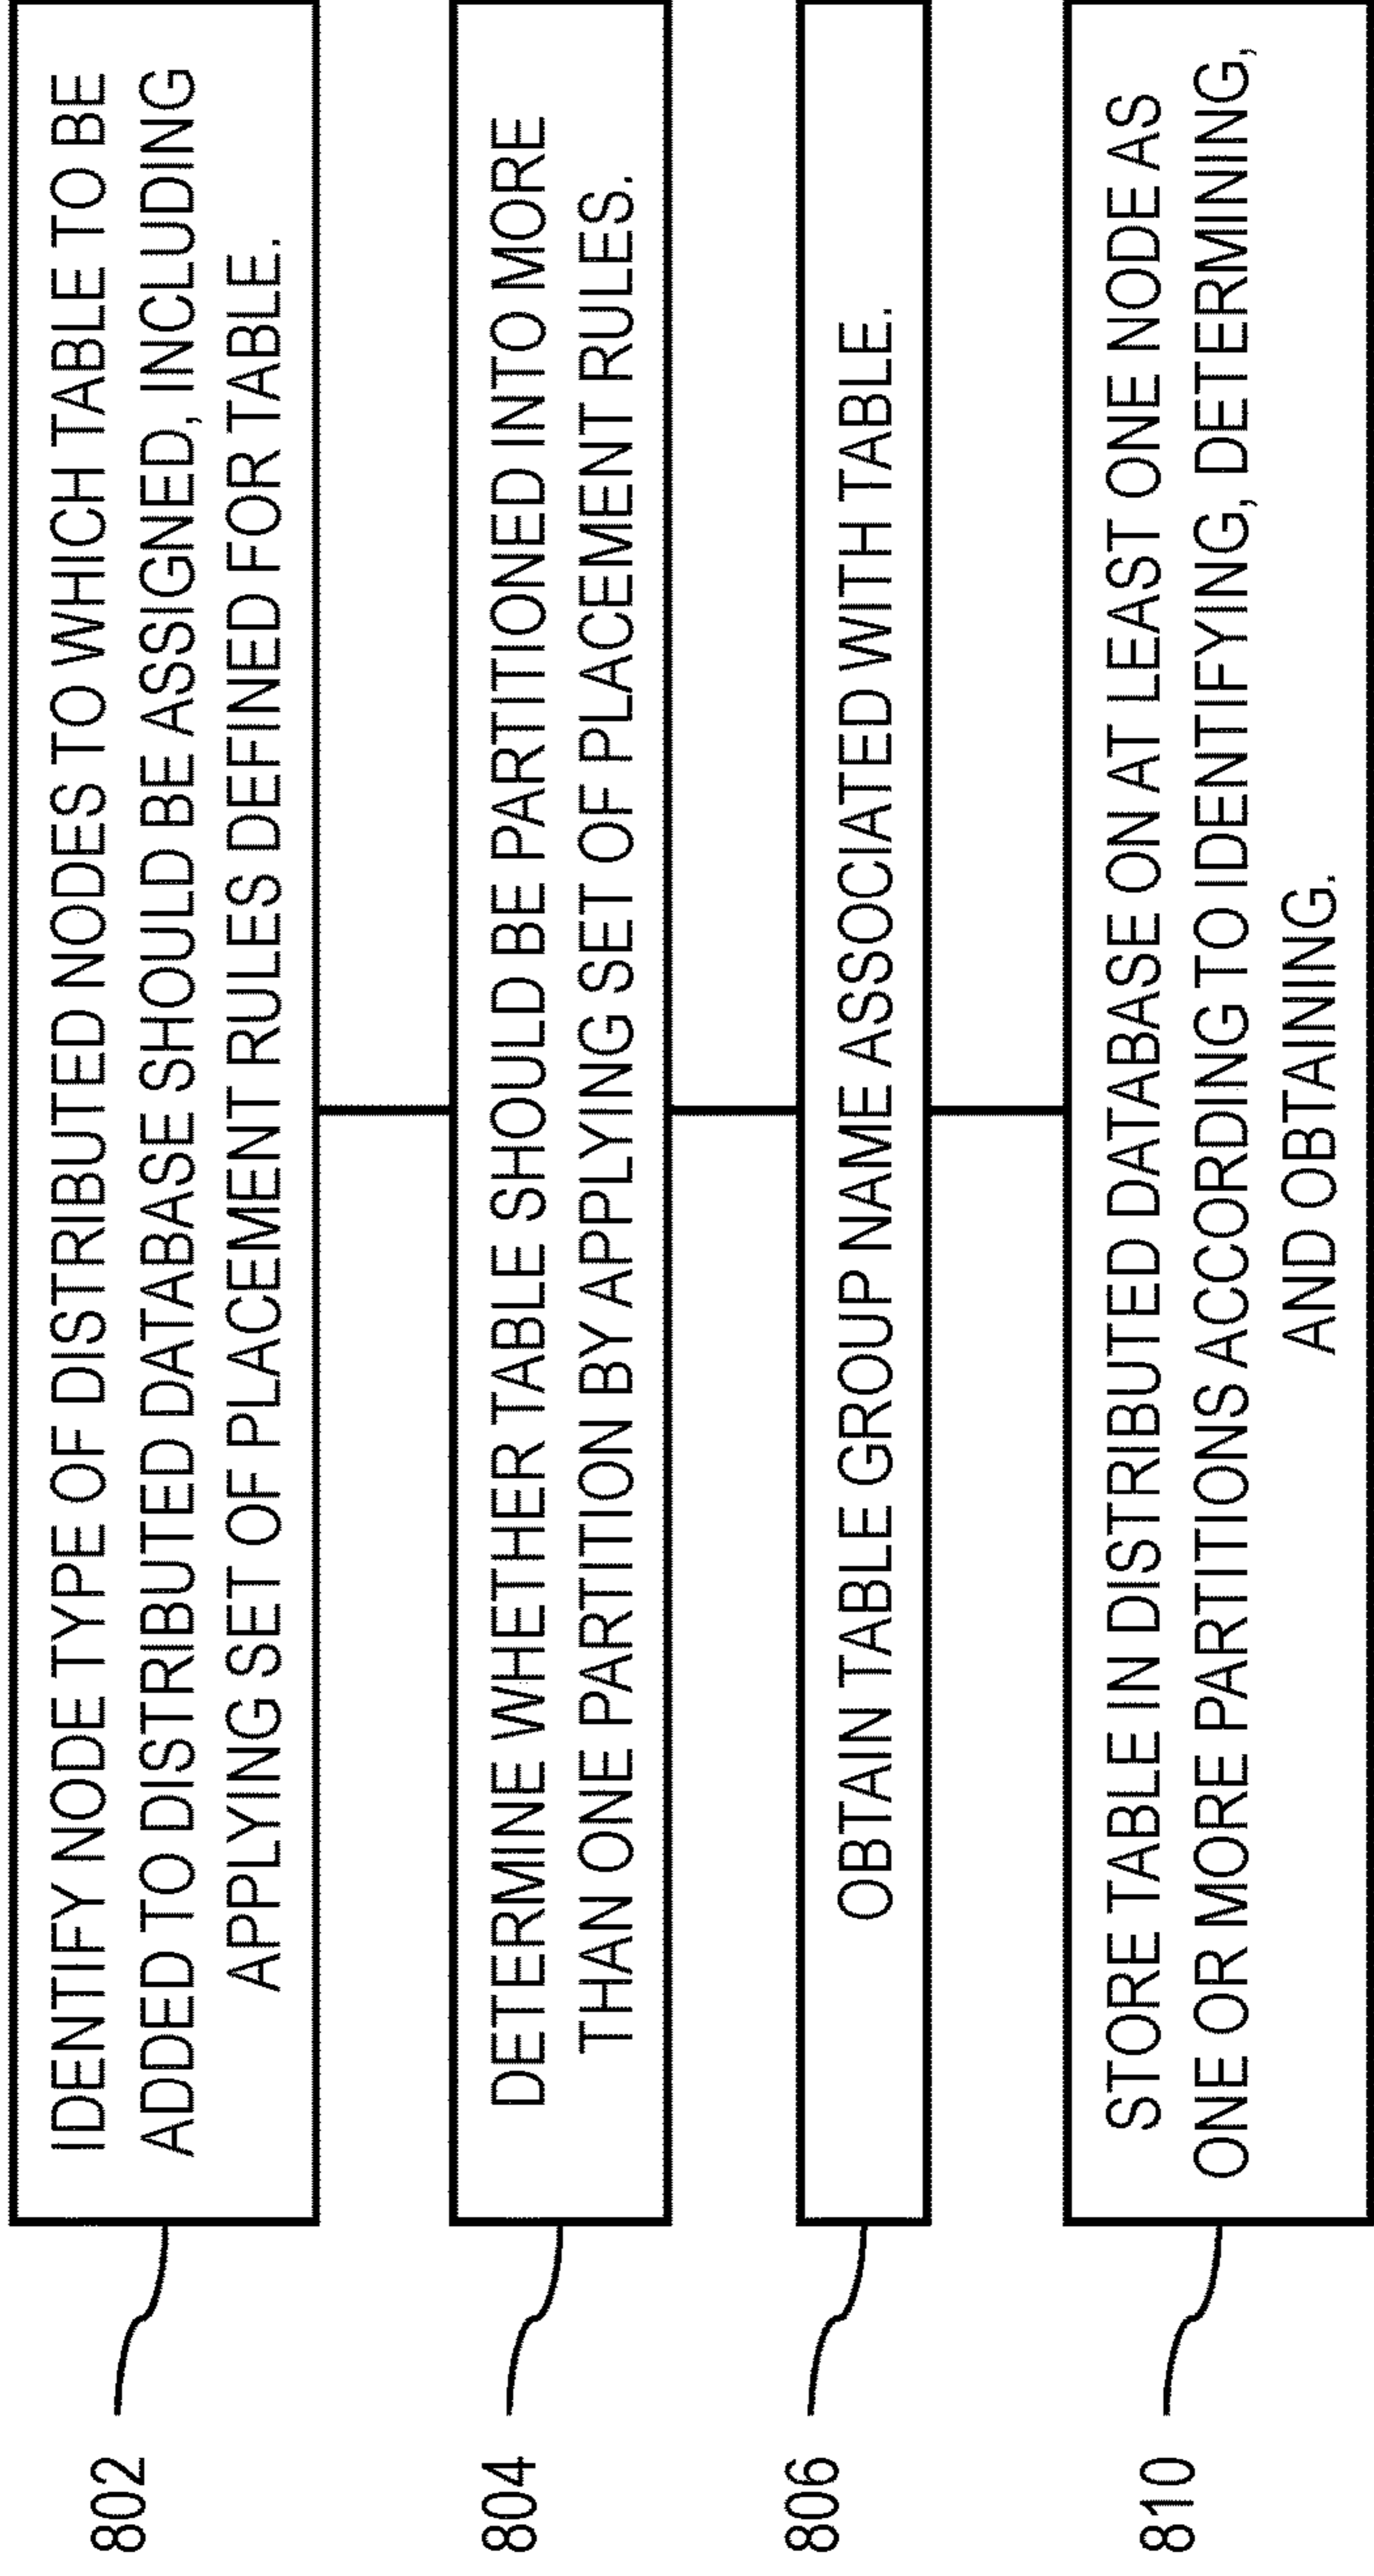 802
IDENTIFY NODE TYPE OF DISTRIBUTED NODES TO WHICH TABLE TO BE
ADDED TO DISTRIBUTED DATABASE SHOULD BE ASSIGNED, INCLUDING
APPLYING SET OF PLACEMENT RULES DEFINED FOR TABLE.
804
DETERMINE WHETHER TABLE SHOULD BE PARTITIONED INTO MORE
THAN ONE PARTITION BY APPLYING SET OF PLACEMENT RULES.
806
OBTAIN TABLE GROUP NAME ASSOCIATED WITH TABLE.
810
STORE TABLE IN DISTRIBUTED DATABASE ON AT LEAST ONE NODE AS
ONE OR MORE PARTITIONS ACCORDING TO IDENTIFYING, DETERMINING,
AND OBTAINING.